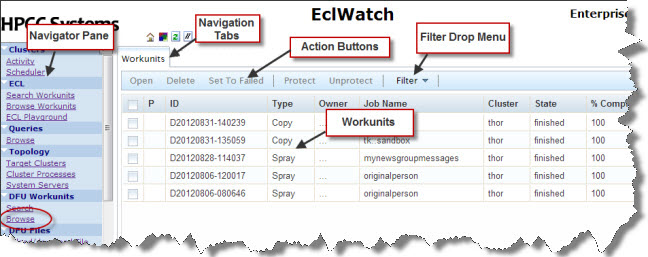 HPCC Systems
EclWatch
Enterprise
Navigator Pane
Navigation Tabs
Action Buttons
Filter Drop Menu
Clusters
Activity
Scheduler
ECL
Search Workunits
Browse Workunits
ECL Playground
Queries
Browse
Topology
Target Clusters
Cluster Processes
System Servers
DFU Workunits
Search
Browse
DFU Files
Workunits
Open Delete Set To Failed Protect Unprotect Filter
P ID Type Owner Job Name Cluster State % Compl
D20120831-140239 Copy ... thor finished 100
D20120831-135059 Copy ... tk::sandbox thor finished 100
D20120828-114037 Spray ... mynewsgroupmessages thor finished 100
D20120806-120017 Spray ... originalperson thor finished 100
D20120806-080646 Spray ... originalperson thor finished 100
Workunits